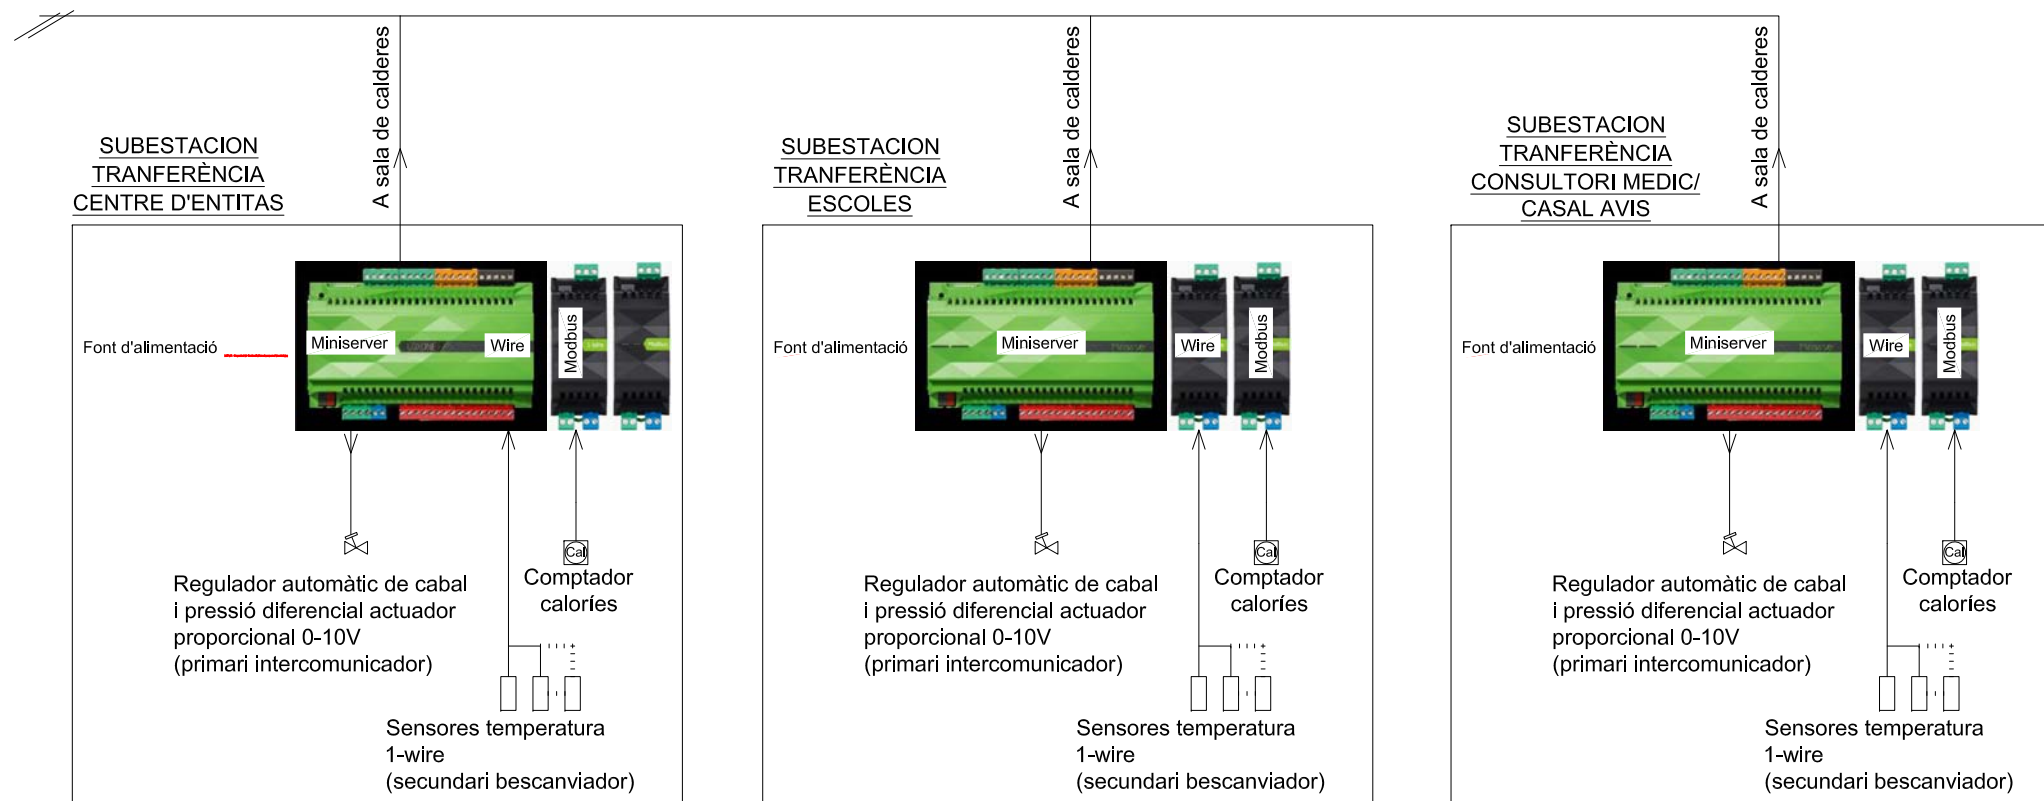 A sala de calderes
SUBESTACION
TRANFERÈNCIA
CENTRE D'ENTITAS
Font d'alimentació
Miniserver
Wire
Modbus
Regulador automàtic de cabal
i pressió diferencial actuador
proporcional 0-10V
(primari intercomunicador)
Cal
Comptador
caloríes
Sensores temperatura
1-wire
(secundari bescanviador)
A sala de calderes
SUBESTACION
TRANFERÈNCIA
ESCOLES
Font d'alimentació
Miniserver
Wire
Modbus
Regulador automàtic de cabal
i pressió diferencial actuador
proporcional 0-10V
(primari intercomunicador)
Cal
Comptador
caloríes
Sensores temperatura
1-wire
(secundari bescanviador)
A sala de calderes
SUBESTACION
TRANFERÈNCIA
CONSULTORI MEDIC/
CASAL AVIS
Font d'alimentació
Miniserver
Wire
Modbus
Regulador automàtic de cabal
i pressió diferencial actuador
proporcional 0-10V
(primari intercomunicador)
Cal
Comptador
caloríes
Sensores temperatura
1-wire
(secundari bescanviador)